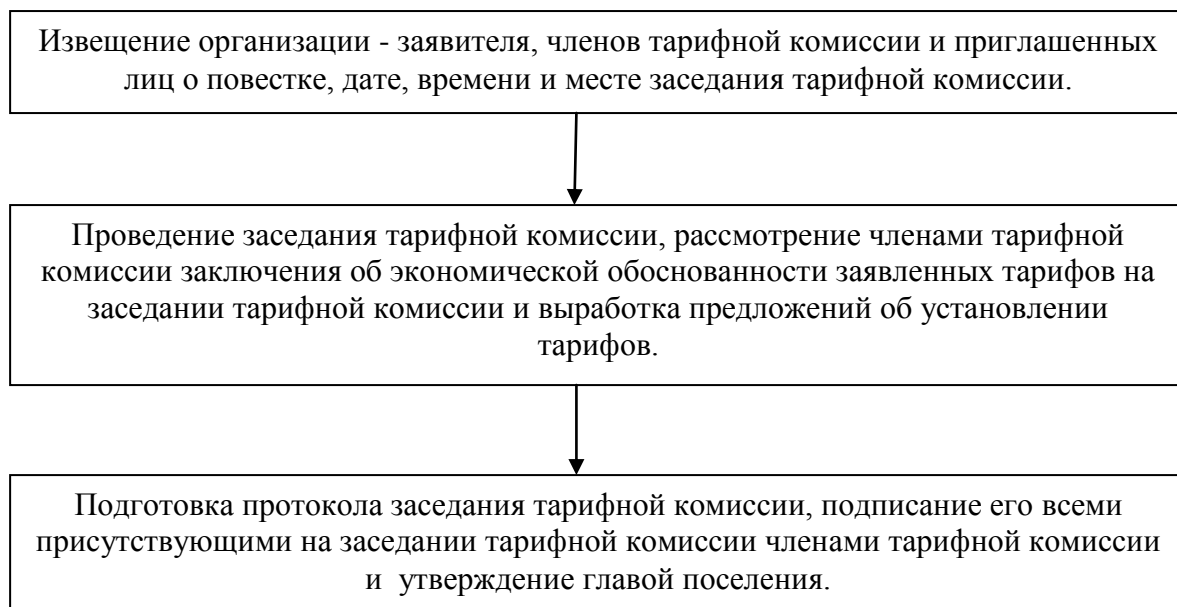 Извещение организации - заявителя, членов тарифной комиссии и приглашенных
лиц о повестке, дате, времени и месте заседания тарифной комиссии.
Проведение заседания тарифной комиссии, рассмотрение членами тарифной
комиссии заключения об экономической обоснованности заявленных тарифов на
заседании тарифной комиссии и выработка предложений об установлении
тарифов.
Подготовка протокола заседания тарифной комиссии, подписание его всеми
присутствующими на заседании тарифной комиссии членами тарифной комиссии
и утверждение главой поселения.